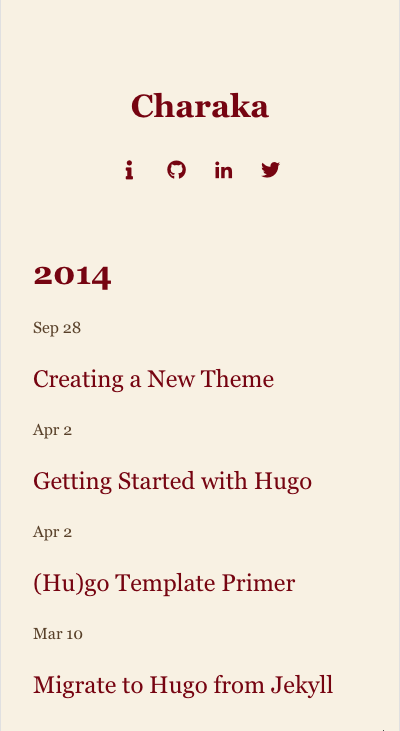 Charaka
2014
Sep 28
Creating a New Theme
Apr 2
Getting Started with Hugo
Apr 2
(Hu)go Template Primer
Mar 10
Migrate to Hugo from Jekyll